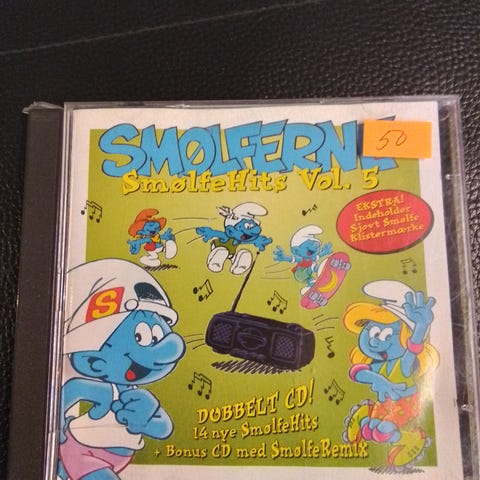 SMØLFERNE
50
SmølfeHits Vol. 5
EKSTRA!
Indeholder
Sjovt Smølfe
Klistermærke
S
DOBBELT CD!
14 nye SmølfeHits
+ Bonus CD med SmølfeRemix